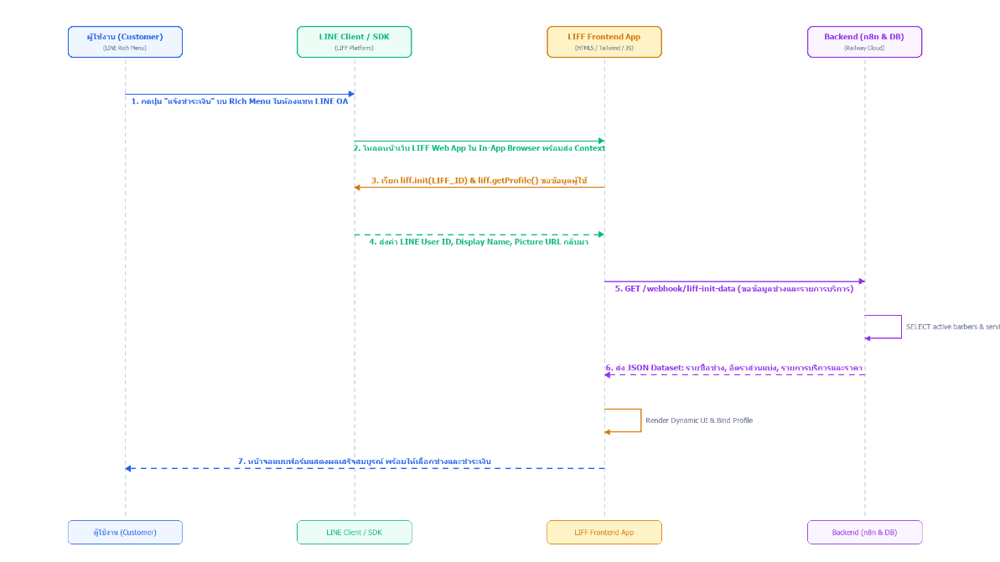 ผู้ใช้งาน (Customer)
(LINE Rich Menu)
LINE Client / SDK
(LIFF Platform)
LIFF Frontend App
(HTML5 / Tailwind / JS)
Backend (n8n & DB)
(Railway Cloud)
1. กดปุ่ม "แจ้งชำระเงิน" บน Rich Menu ในห้องแชท LINE OA
2. โหลดหน้าเว็บ LIFF Web App ใน In-App Browser พร้อมส่ง Context
3. เรียก liff.init(LIFF_ID) & liff.getProfile() ขอข้อมูลผู้ใช้
4. ส่งค่า LINE User ID, Display Name, Picture URL กลับมา
5. GET /webhook/liff-init-data (ขอข้อมูลช่างและรายการบริการ)
SELECT active barbers & servi
6. ส่ง JSON Dataset: รายชื่อช่าง, อัตราส่วนแบ่ง, รายการบริการและราคา
Render Dynamic UI & Bind Profile
7. หน้าจอแบบฟอร์มแสดงผลเสร็จสมบูรณ์ พร้อมให้เลือกช่างและชำระเงิน
ผู้ใช้งาน (Customer)
LINE Client / SDK
LIFF Frontend App
Backend (n8n & DB)